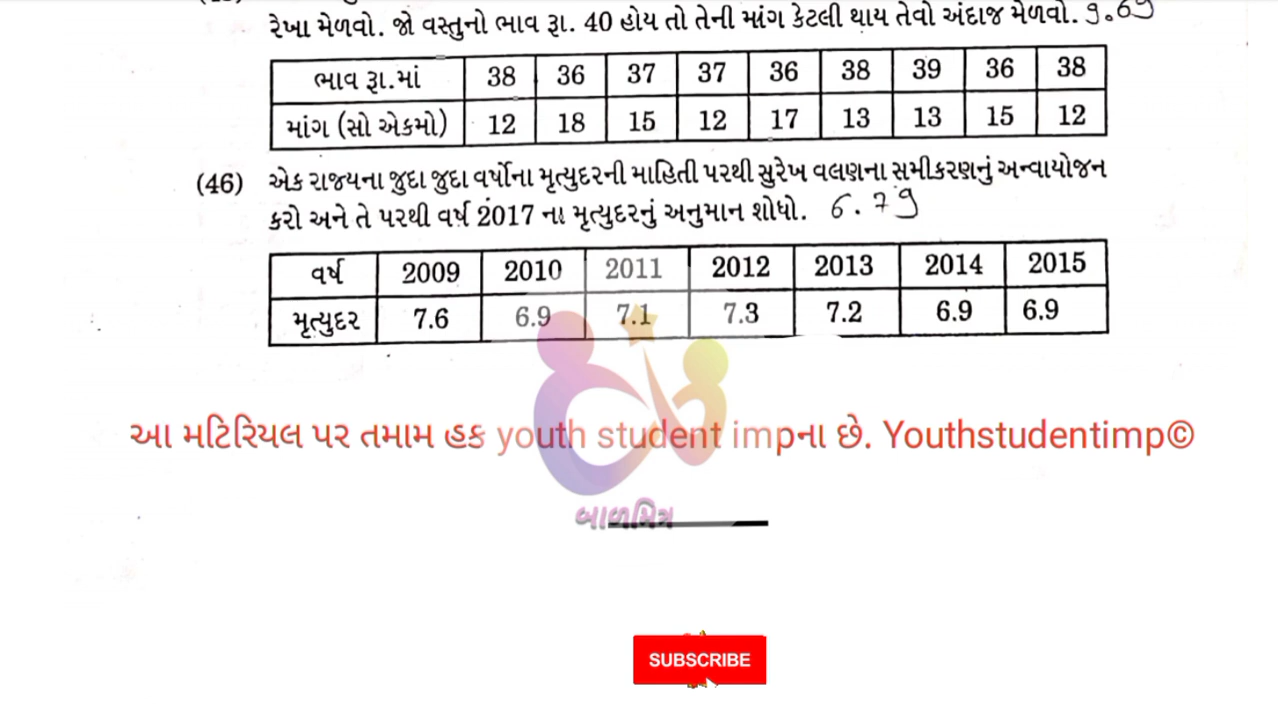 રેખા મેળવો. જો વસ્તુનો ભાવ રૂા. 40 હોય તો તેની માંગ કેટલી થાય તેવો અંદાજ મેળવો. 9.69
ભાવ રૂા.માં 38 36 37 37 36 38 39 36 38
માંગ (સો એકમો) 12 18 15 12 17 13 13 15 12
(46) એક રાજ્યના જુદા જુદા વર્ષોના મૃત્યુદરની માહિતી પરથી સુરેખ વલણના સમીકરણનું અન્વાયોજન
કરો અને તે પરથી વર્ષ 2017 ના મૃત્યુદરનું અનુમાન શોધો. 6.79
વર્ષ 2009 2010 2011 2012 2013 2014 2015
મૃત્યુદર 7.6 6.9 7.1 7.3 7.2 6.9 6.9
આ મટિરિયલ પર તમામ હક youth student impના છે. Youthstudentimp©
બાળમિત્ર
SUBSCRIBE